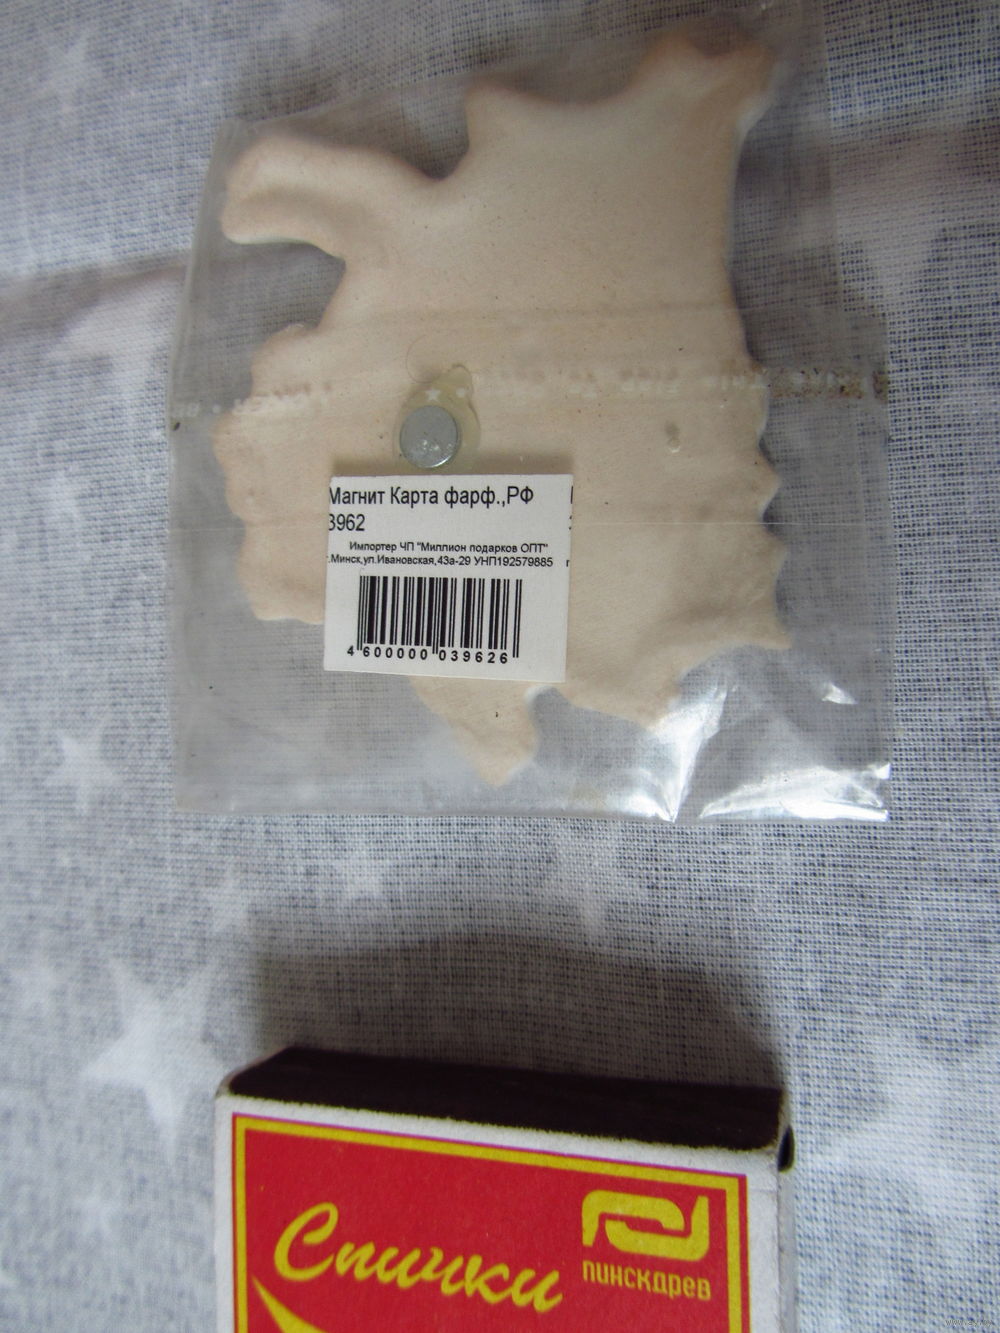 Магнит Карта фарф.,РФ
3962
Импортер ЧП "Миллион подарков ОПТ"
г.Минск,ул.Ивановская,43а-29 УНП192579885
4 600000 039626
Спички
ПИНСКДРЕВ